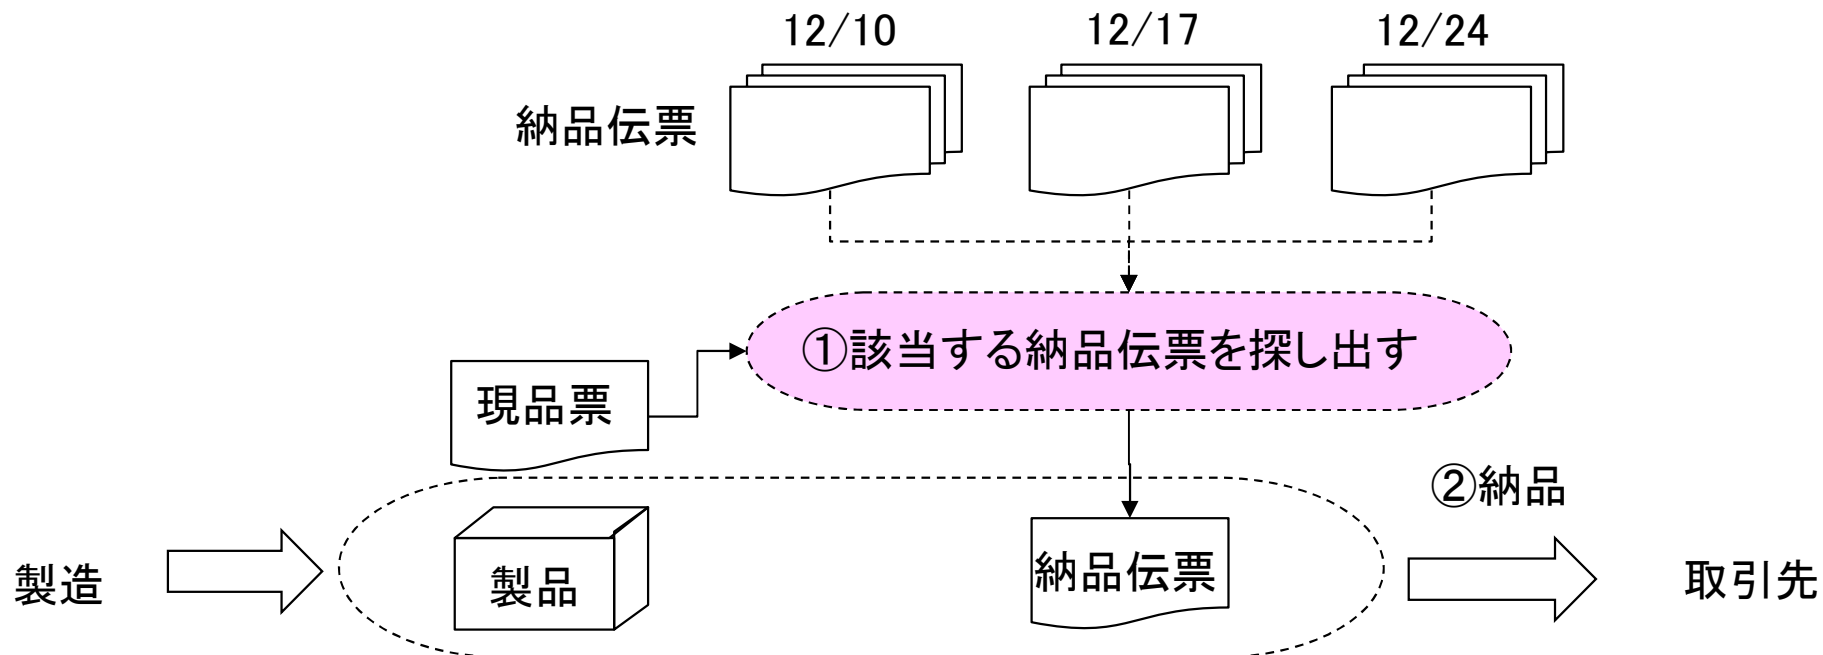 12/10
12/17
12/24
納品伝票
①該当する納品伝票を探し出す
現品票
②納品
製造
製品
納品伝票
取引先